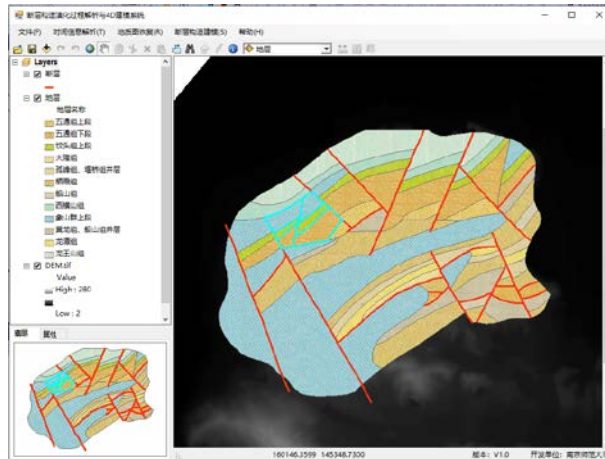 断层构造演化过程解析与4D建模系统
文件(F) 时间信息解析(T) 地质图恢复(R) 断层构造建模(S) 帮助(H)
地层
Layers
断层
地层
地层名称
五通组上段
五通组下段
坟头组上段
大隆组
孤峰组、堰桥组并层
栖霞组
船山组
西横山组
象山群上段
黄龙组、船山组并层
龙潭组
龙王山组
DEM.tif
Value
High : 280
Low : 2
图层 属性
160146.3599 145348.7300 版本: V1.0 开发单位: 南京师范大